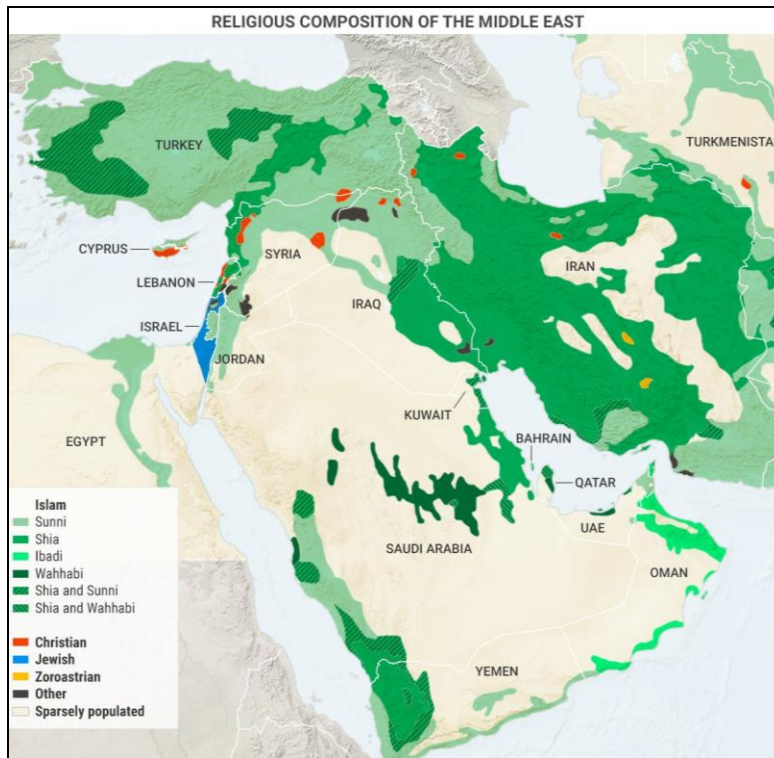 RELIGIOUS COMPOSITION OF THE MIDDLE EAST
TURKEY
TURKMENISTA
CYPRUS
SYRIA
LEBANON
IRAN
IRAQ
ISRAEL
JORDAN
KUWAIT
EGYPT
BAHRAIN
QATAR
UAE
SAUDI ARABIA
OMAN
YEMEN
Islam
Sunni
Shia
Ibadi
Wahhabi
Shia and Sunni
Shia and Wahhabi
Christian
Jewish
Zoroastrian
Other
Sparsely populated